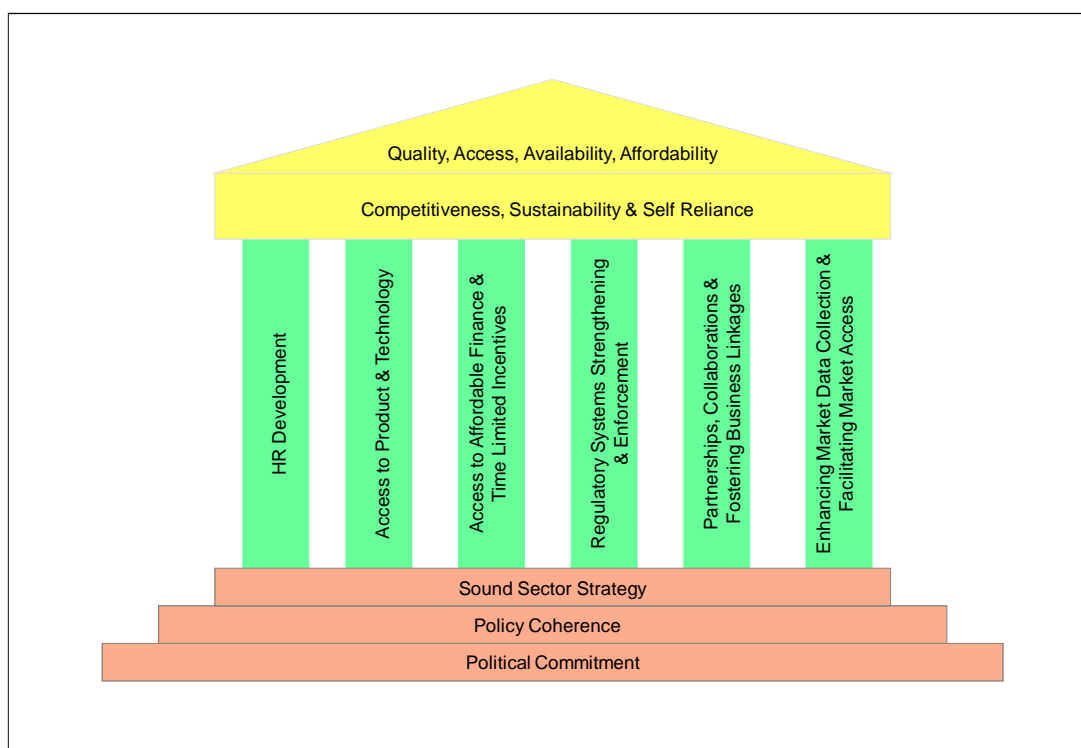 Quality, Access, Availability, Affordability
Competitiveness, Sustainability & Self Reliance
HR Development
Access to Product & Technology
Access to Affordable Finance &
Time Limited Incentives
Regulatory Systems Strengthening
& Enforcement
Partnerships, Collaborations &
Fostering Business Linkages
Enhancing Market Data Collection &
Facilitating Market Access
Sound Sector Strategy
Policy Coherence
Political Commitment